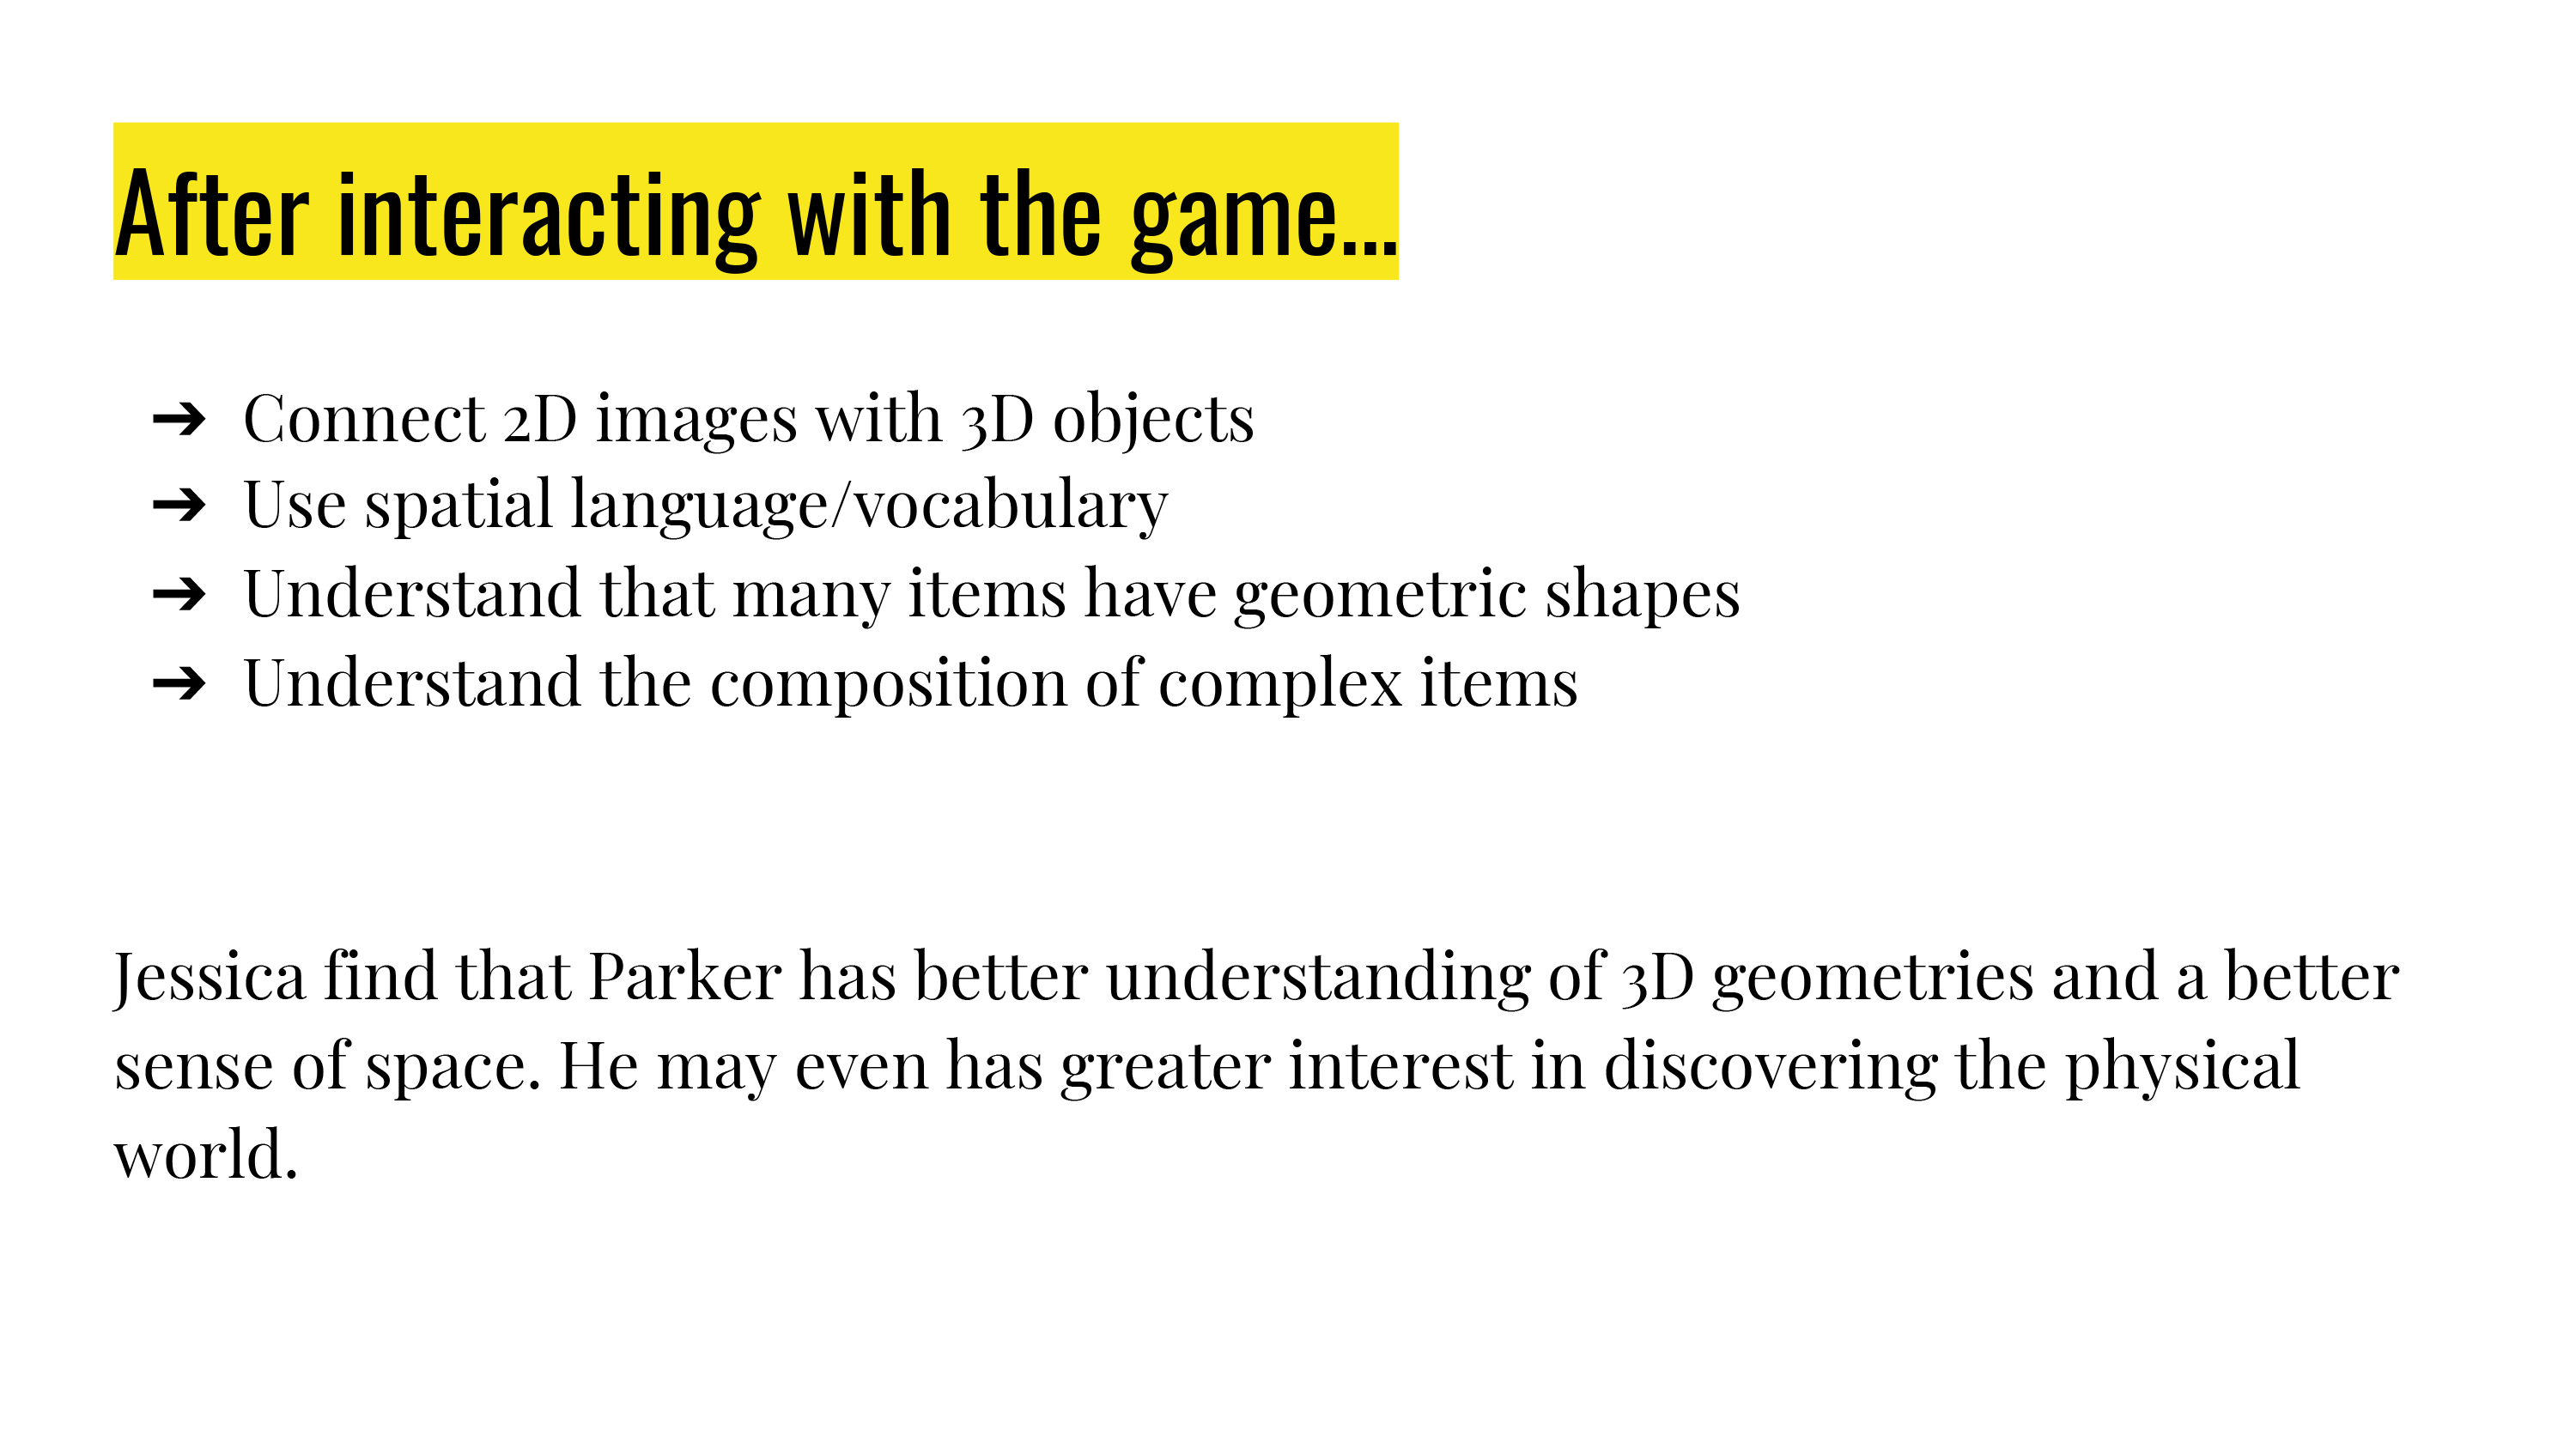 After interacting with the game...
➔ Connect 2D images with 3D objects
➔ Use spatial language/vocabulary
➔ Understand that many items have geometric shapes
➔ Understand the composition of complex items
Jessica find that Parker has better understanding of 3D geometries and a better
sense of space. He may even has greater interest in discovering the physical
world.